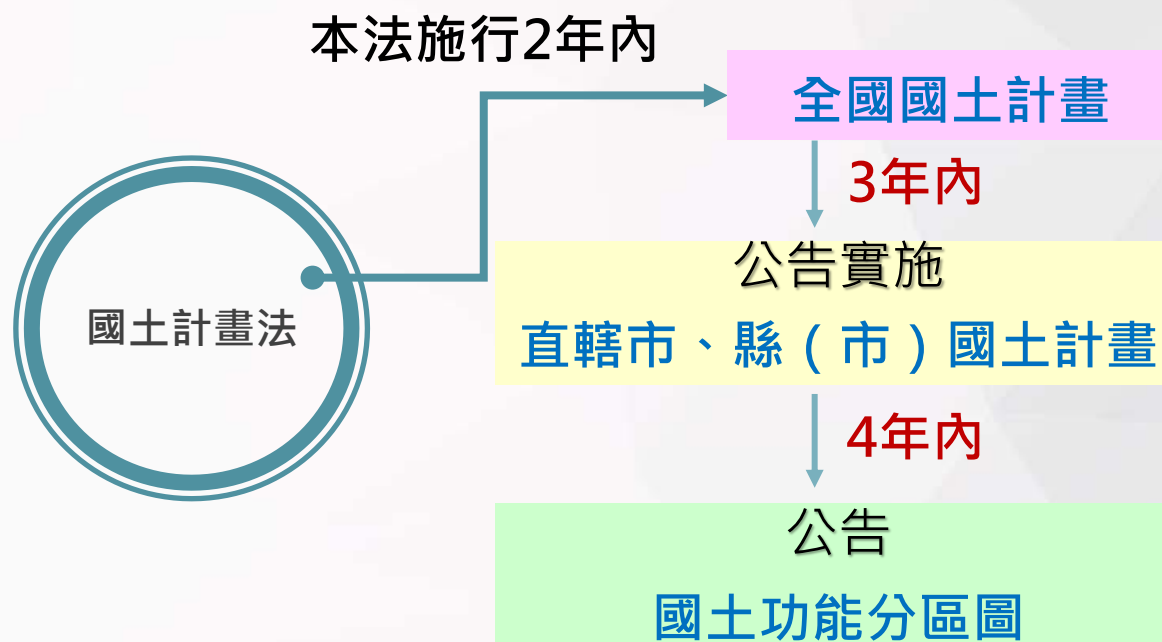 本法施行2年內
全國國土計畫
3年內
國土計畫法
公告實施
直轄市、縣（市）國土計畫
4年內
公告
國土功能分區圖